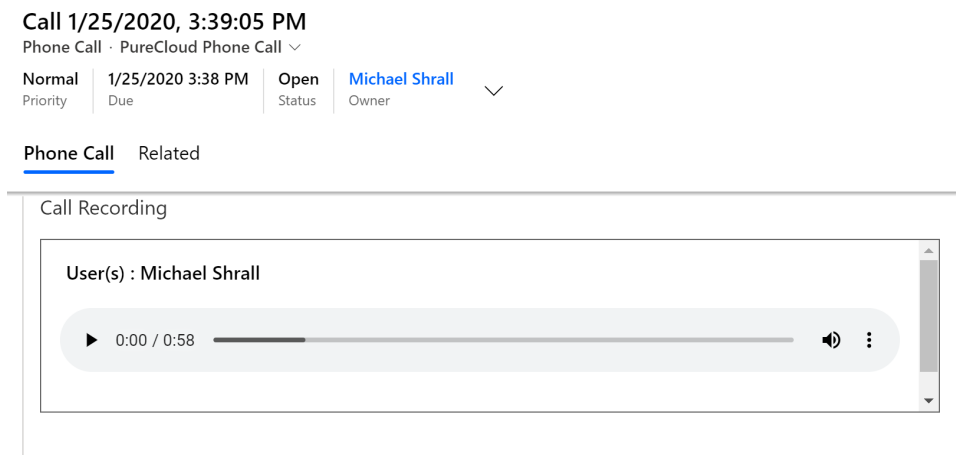 Call 1/25/2020, 3:39:05 PM
Phone Call · PureCloud Phone Call
Normal 1/25/2020 3:38 PM Open Michael Shrall
Priority Due Status Owner
Phone Call Related
Call Recording
User(s) : Michael Shrall
0:00 / 0:58